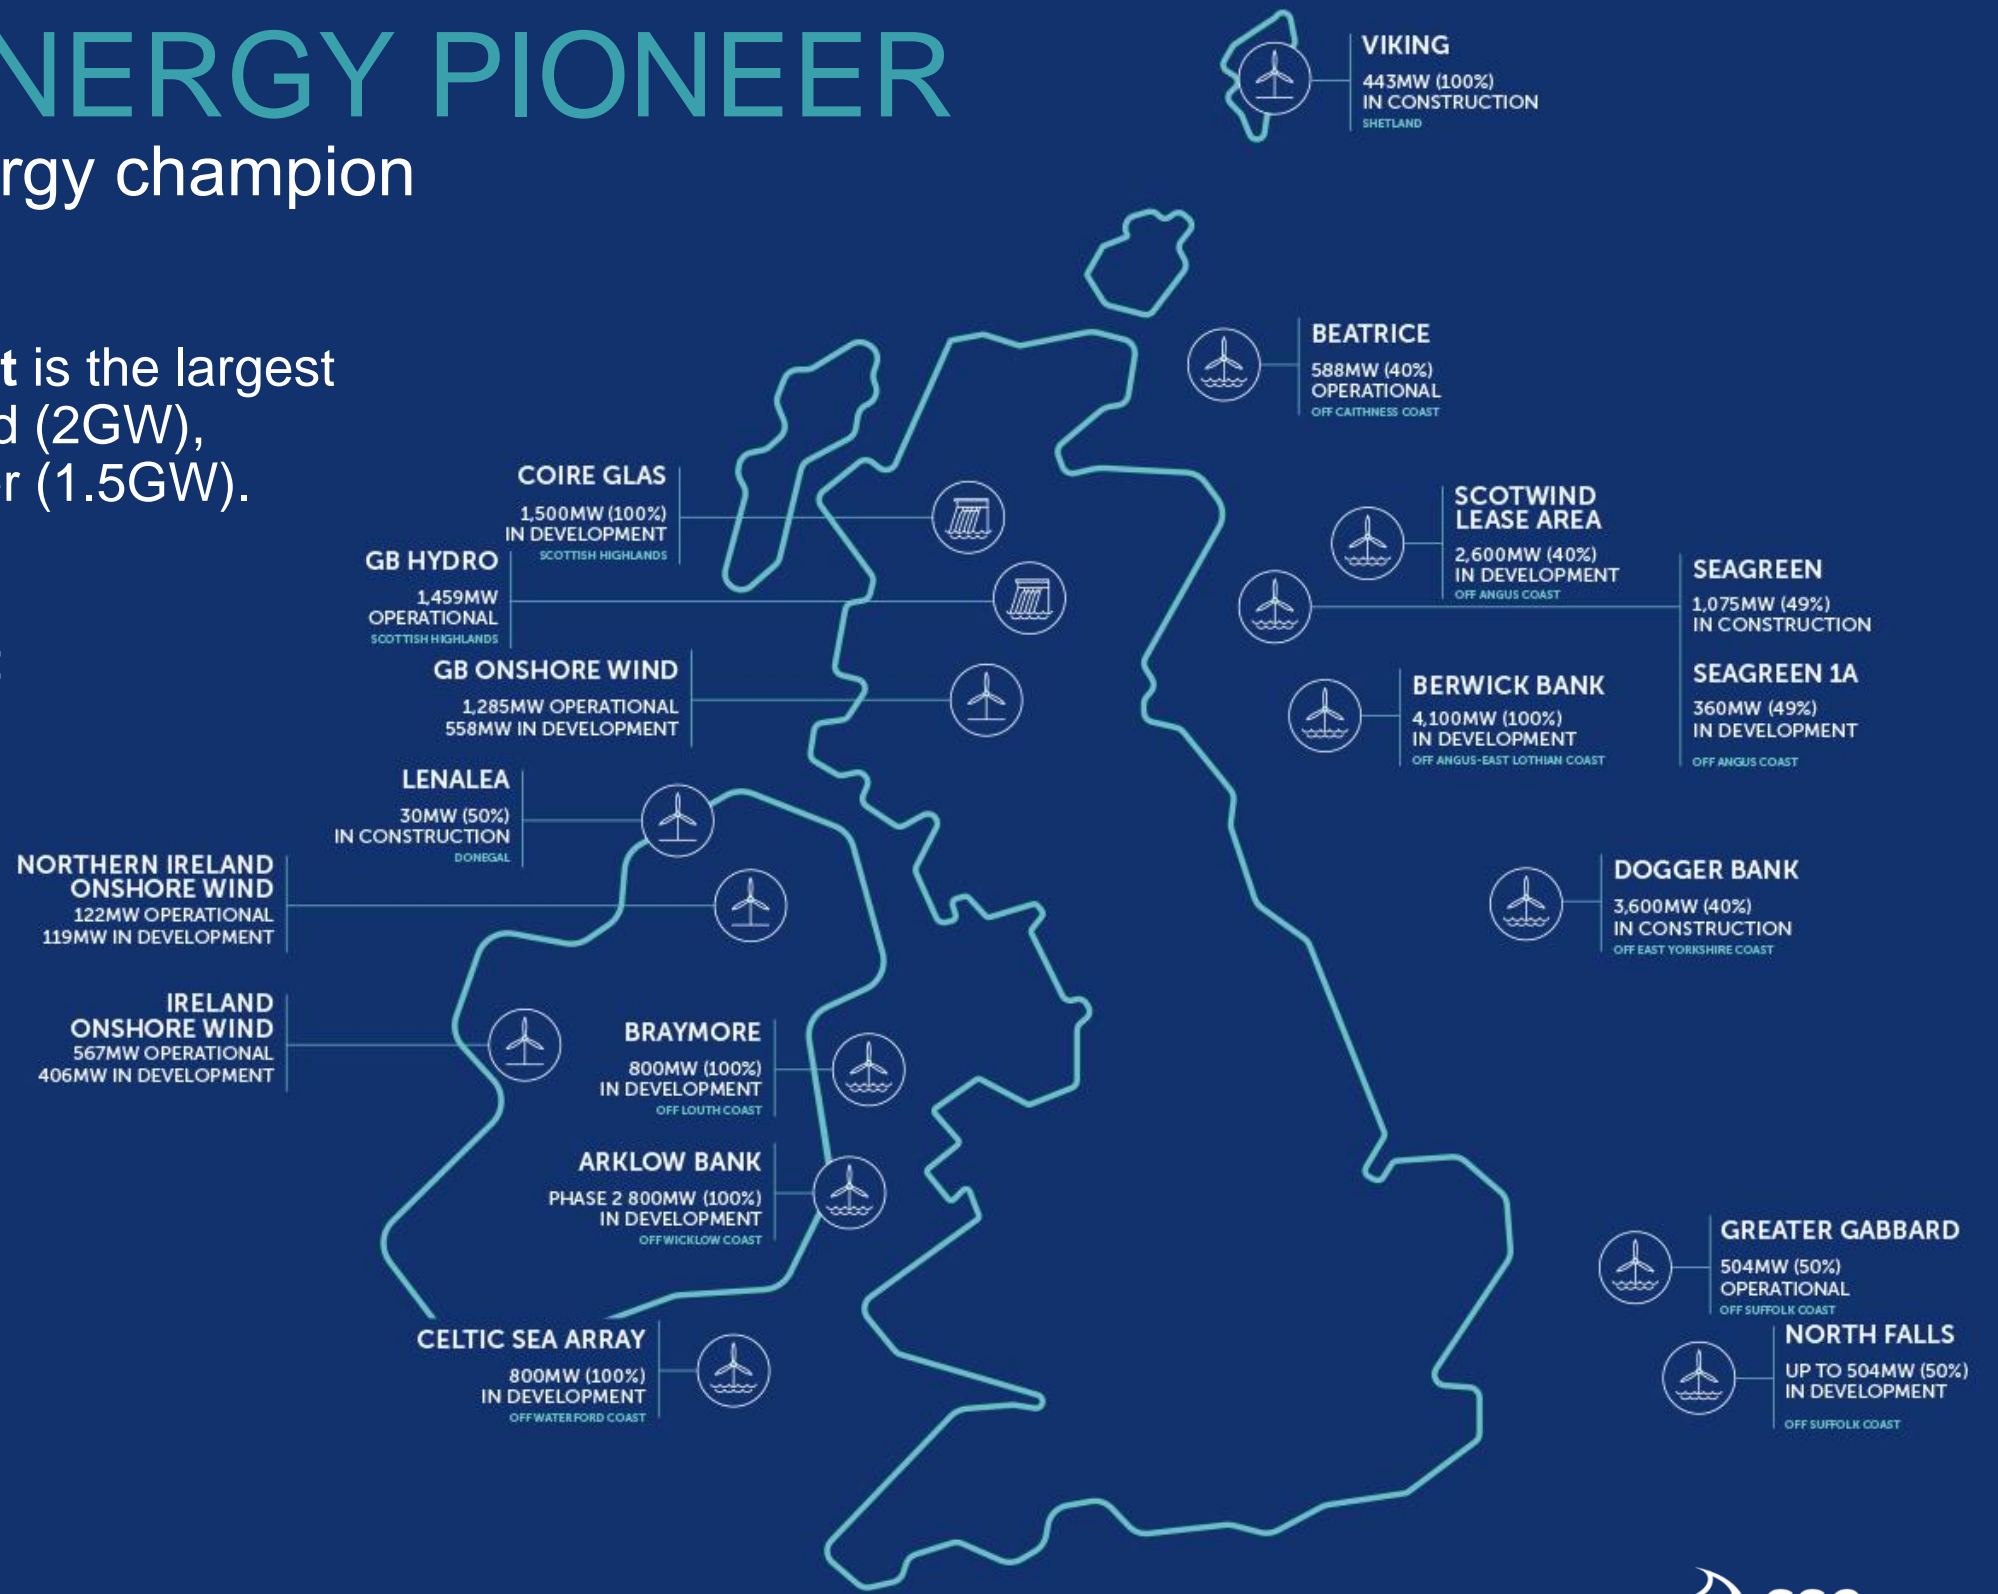 NERGY PIONEER
rgy champion
t is the largest
d (2GW),
r (1.5GW).
VIKING
443MW (100%)
IN CONSTRUCTION
SHETLAND
BEATRICE
588MW (40%)
OPERATIONAL
OFF CAITHNESS COAST
COIRE GLAS
1,500MW (100%)
IN DEVELOPMENT
SCOTTISH HIGHLANDS
GB HYDRO
1,459MW
OPERATIONAL
SCOTTISH HIGHLANDS
GB ONSHORE WIND
1,285MW OPERATIONAL
558MW IN DEVELOPMENT
SCOTWIND
LEASE AREA
2,600MW (40%)
IN DEVELOPMENT
OFF ANGUS COAST
SEAGREEN
1,075MW (49%)
IN CONSTRUCTION
SEAGREEN 1A
360MW (49%)
IN DEVELOPMENT
OFF ANGUS COAST
BERWICK BANK
4,100MW (100%)
IN DEVELOPMENT
OFF ANGUS-EAST LOTHIAN COAST
LENALEA
30MW (50%)
IN CONSTRUCTION
DONEGAL
NORTHERN IRELAND
ONSHORE WIND
122MW OPERATIONAL
119MW IN DEVELOPMENT
DOGGER BANK
3,600MW (40%)
IN CONSTRUCTION
OFF EAST YORKSHIRE COAST
IRELAND
ONSHORE WIND
567MW OPERATIONAL
406MW IN DEVELOPMENT
BRAYMORE
800MW (100%)
IN DEVELOPMENT
OFF LOUTH COAST
ARKLOW BANK
PHASE 2 800MW (100%)
IN DEVELOPMENT
OFF WICKLOW COAST
GREATER GABBARD
504MW (50%)
OPERATIONAL
OFF SUFFOLK COAST
NORTH FALLS
UP TO 504MW (50%)
IN DEVELOPMENT
OFF SUFFOLK COAST
CELTIC SEA ARRAY
800MW (100%)
IN DEVELOPMENT
OFF WATERFORD COAST